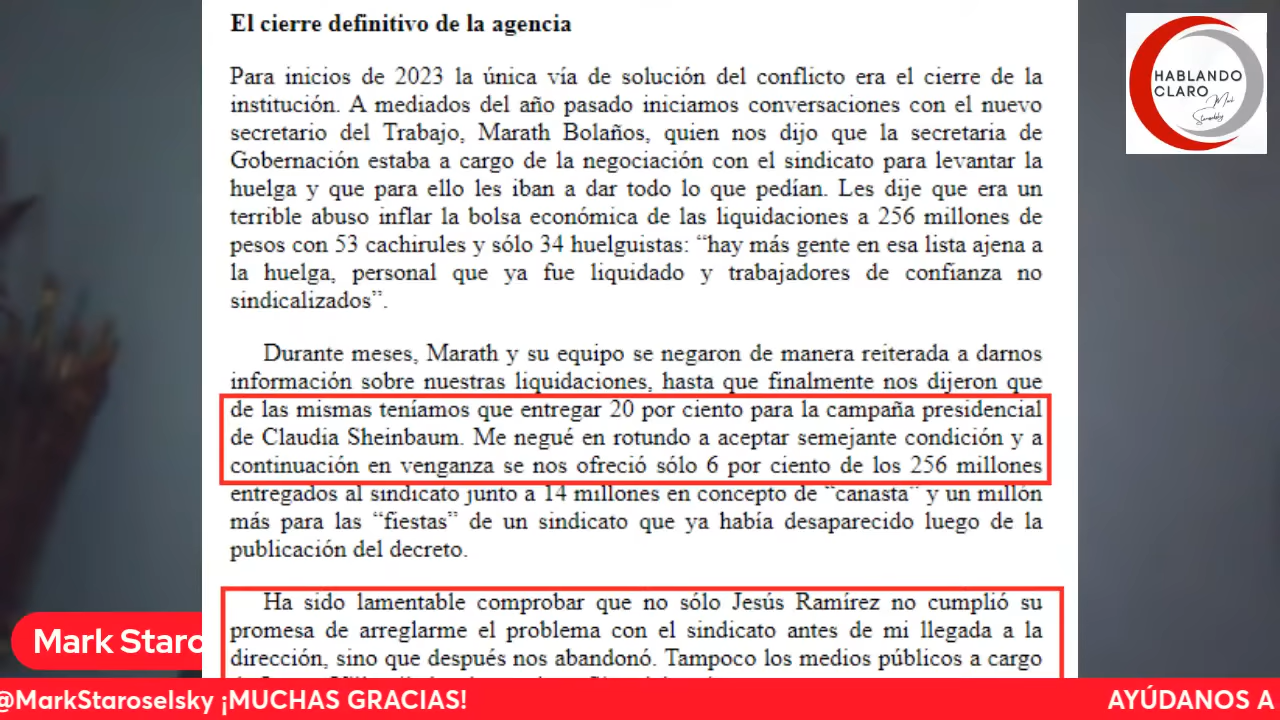 El cierre definitivo de la agencia
Para inicios de 2023 la única vía de solución del conflicto era el cierre de la
institución. A mediados del año pasado iniciamos conversaciones con el nuevo
secretario del Trabajo, Marath Bolaños, quien nos dijo que la secretaria de
Gobernación estaba a cargo de la negociación con el sindicato para levantar la
huelga y que para ello les iban a dar todo lo que pedían. Les dije que era un
terrible abuso inflar la bolsa económica de las liquidaciones a 256 millones de
pesos con 53 cachirules y sólo 34 huelguistas: “hay más gente en esa lista ajena a
la huelga, personal que ya fue liquidado y trabajadores de confianza no
sindicalizados”.
Durante meses, Marath y su equipo se negaron de manera reiterada a darnos
información sobre nuestras liquidaciones, hasta que finalmente nos dijeron que
de las mismas teníamos que entregar 20 por ciento para la campaña presidencial
de Claudia Sheinbaum. Me negué en rotundo a aceptar semejante condición y a
continuación en venganza se nos ofreció sólo 6 por ciento de los 256 millones
entregados al sindicato junto a 14 millones en concepto de “canasta” y un millón
más para las “fiestas” de un sindicato que ya había desaparecido luego de la
publicación del decreto.
Ha sido lamentable comprobar que no sólo Jesús Ramírez no cumplió su
promesa de arreglarme el problema con el sindicato antes de mi llegada a la
dirección, sino que después nos abandonó. Tampoco los medios públicos a cargo
HABLANDO
CLARO
Mark
Staroselsky
Mark Staro
@MarkStaroselsky ¡MUCHAS GRACIAS!
AYÚDANOS A